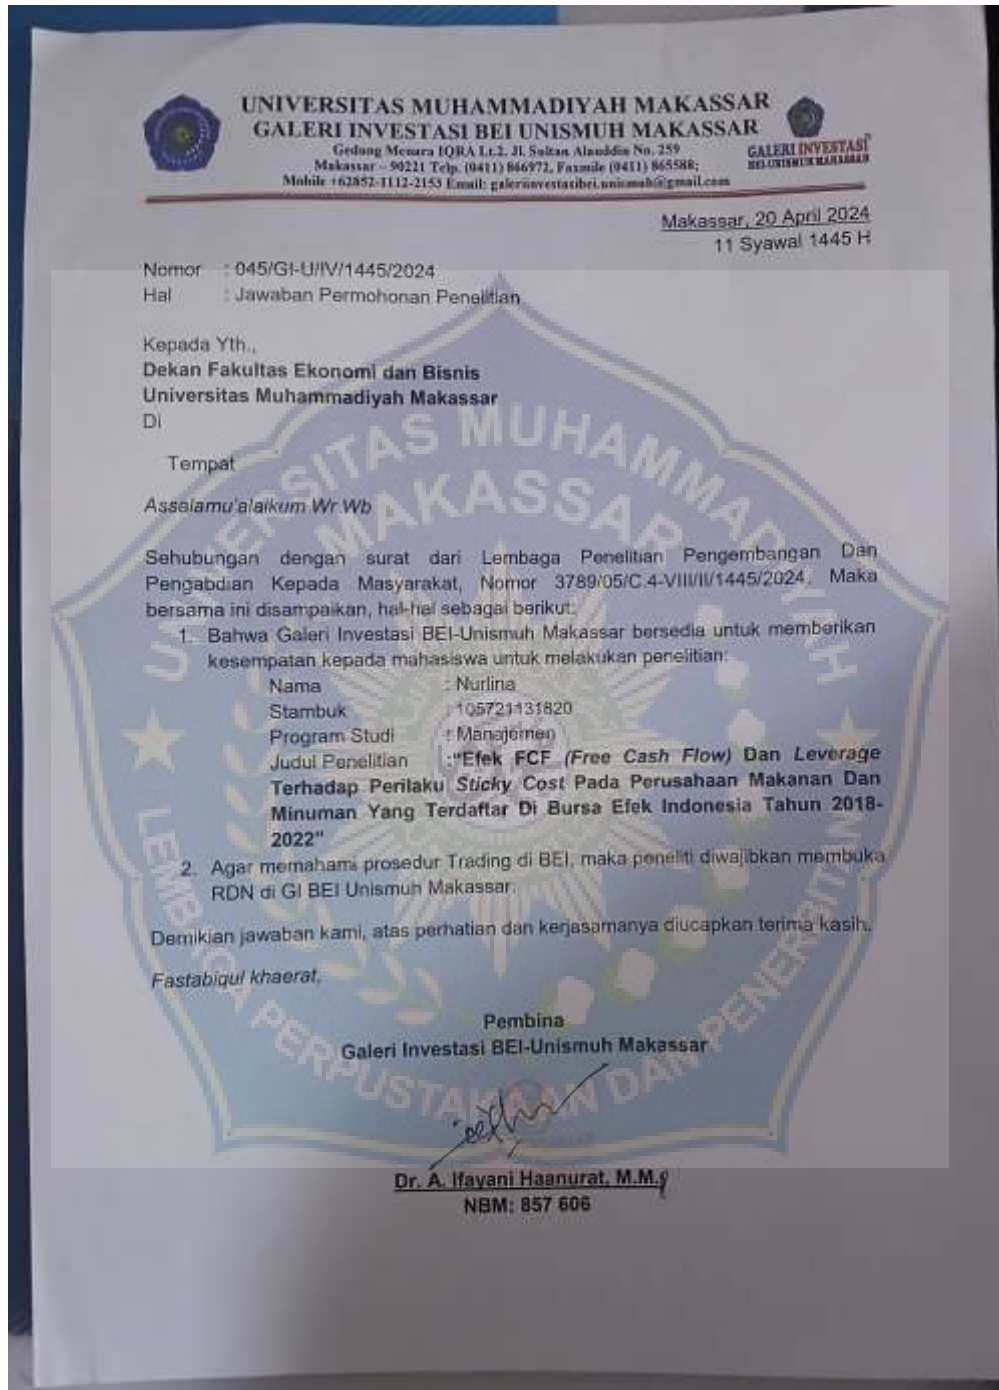 UNIVERSITAS MUHAMMADIYAH MAKASSAR
GALERI INVESTASI BEI UNISMUH MAKASSAR
Gedung Menara IQRA Lt.2. Jl. Sultan Alauddin No. 259
Makassar – 90221 Telp. (0411) 866972, Faxmile (0411) 865588;
Mobile +62852-1112-2153 Email: galeriinvestasibei.unismuh@gmail.com
GALERI INVESTASI
BEI-UNISMUH MAKASSAR
Makassar, 20 April 2024
11 Syawal 1445 H
Nomor : 045/GI-U/IV/1445/2024
Hal : Jawaban Permohonan Penelitian
Kepada Yth.,
Dekan Fakultas Ekonomi dan Bisnis
Universitas Muhammadiyah Makassar
Di
Tempat
Assalamu'alaikum Wr Wb
Sehubungan dengan surat dari Lembaga Penelitian Pengembangan Dan
Pengabdian Kepada Masyarakat, Nomor 3789/05/C.4-VIII/II/1445/2024, Maka
bersama ini disampaikan, hal-hal sebagai berikut:
1. Bahwa Galeri Investasi BEI-Unismuh Makassar bersedia untuk memberikan
kesempatan kepada mahasiswa untuk melakukan penelitian:
Nama : Nurlina
Stambuk : 105721131820
Program Studi : Manajemen
Judul Penelitian :"Efek FCF (Free Cash Flow) Dan Leverage
Terhadap Perilaku Sticky Cost Pada Perusahaan Makanan Dan
Minuman Yang Terdaftar Di Bursa Efek Indonesia Tahun 2018-
2022"
2. Agar memahami prosedur Trading di BEI, maka peneliti diwajibkan membuka
RDN di GI BEI Unismuh Makassar.
Demikian jawaban kami, atas perhatian dan kerjasamanya diucapkan terima kasih.
Fastabiqul khaerat,
Pembina
Galeri Investasi BEI-Unismuh Makassar
Dr. A. Ifayani Haanurat, M.M.
NBM: 857 606
UNIVERSITAS MUHAMMADIYAH
MAKASSAR
LEMBAGA PERPUSTAKAAN DAN PENERBITAN